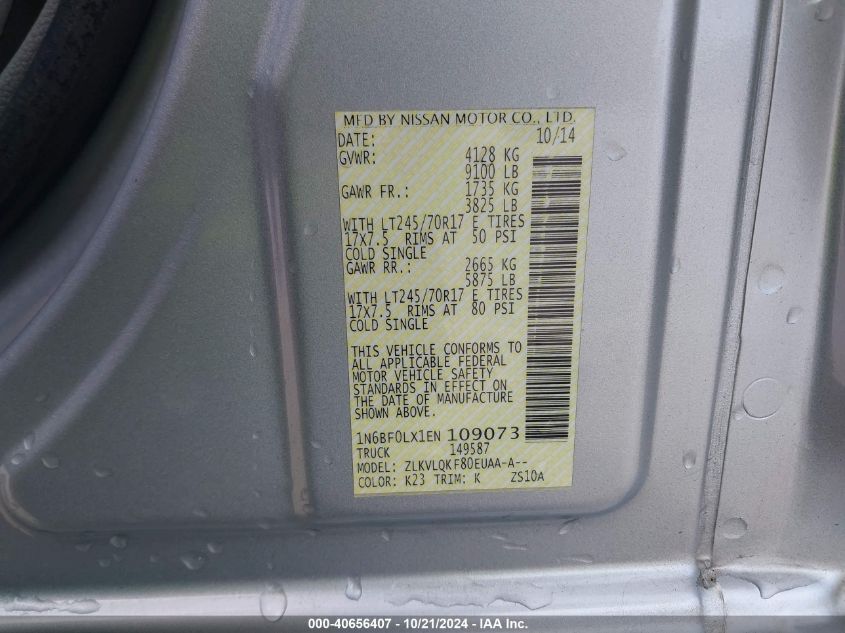 MFD BY NISSAN MOTOR CO., LTD.
DATE: 10/14
GVWR: 4128 KG
9100 LB
GAWR FR.: 1735 KG
3825 LB
WITH LT245/70R17 E TIRES
17X7.5 RIMS AT 50 PSI
COLD SINGLE
GAWR RR.: 2665 KG
5875 LB
WITH LT245/70R17 E TIRES
17X7.5 RIMS AT 80 PSI
COLD SINGLE
THIS VEHICLE CONFORMS TO
ALL APPLICABLE FEDERAL
MOTOR VEHICLE SAFETY
STANDARDS IN EFFECT ON
THE DATE OF MANUFACTURE
SHOWN ABOVE.
1N6BF0LX1EN 109073
TRUCK 149587
MODEL: ZLKVLQKF80EUAA-A--
COLOR: K23 TRIM: K ZS10A
000-40656407 - 10/21/2024 - IAA Inc.